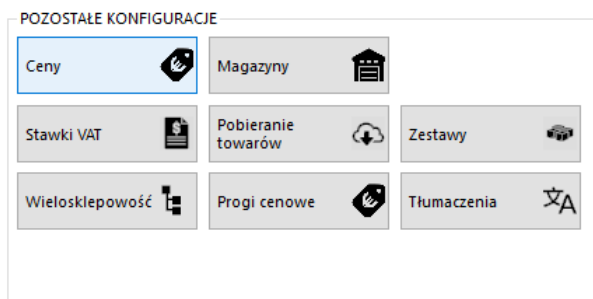 POZOSTAŁE KONFIGURACJE
Ceny
Magazyny
Stawki VAT
Pobieranie
towarów
Zestawy
Wielosklepowość
Progi cenowe
Tłumaczenia